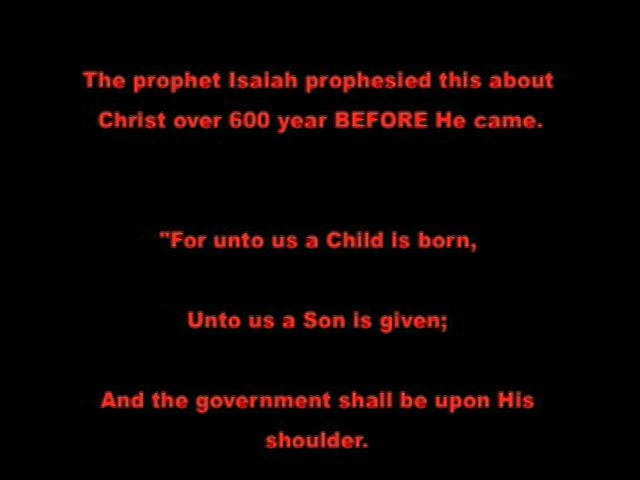 The prophet Isaiah prophesied this about
Christ over 600 year BEFORE He came.
"For unto us a Child is born,
Unto us a Son is given;
And the government shall be upon His
shoulder.